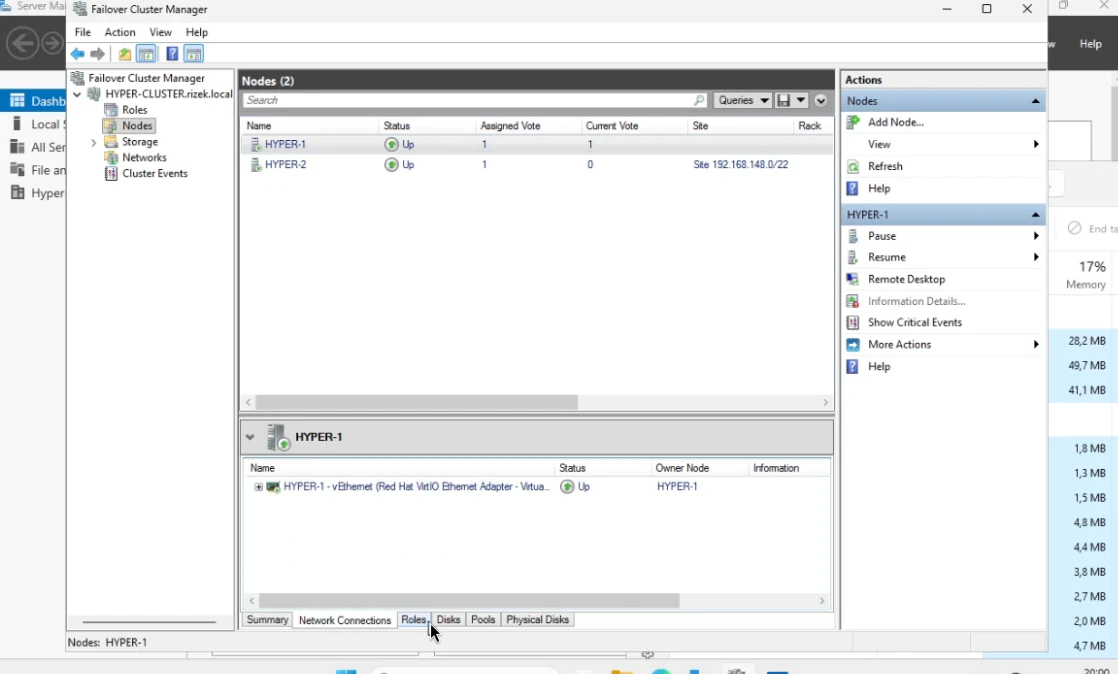 Server Ma
Failover Cluster Manager
File Action View Help
w Help
Dashb
Local S
All Ser
File an
Hyper
Failover Cluster Manager
HYPER-CLUSTER.rizek.local
Roles
Nodes
Storage
Networks
Cluster Events
Nodes (2)
Search
Queries
Name Status Assigned Vote Current Vote Site Rack
HYPER-1 Up 1 1
HYPER-2 Up 1 0 Site 192.168.148.0/22
HYPER-1
Name Status Owner Node Information
HYPER-1 - vEthernet (Red Hat VirtIO Ethernet Adapter - Virtua... Up HYPER-1
Summary Network Connections Roles Disks Pools Physical Disks
Nodes: HYPER-1
Actions
Nodes
Add Node...
View
Refresh
Help
HYPER-1
Pause
Resume
Remote Desktop
Information Details...
Show Critical Events
More Actions
Help
End ta
17%
Memory
28,2 MB
49,7 MB
41,1 MB
1,8 MB
1,3 MB
1,5 MB
4,8 MB
4,4 MB
3,8 MB
2,7 MB
2,0 MB
4,7 MB
20:00